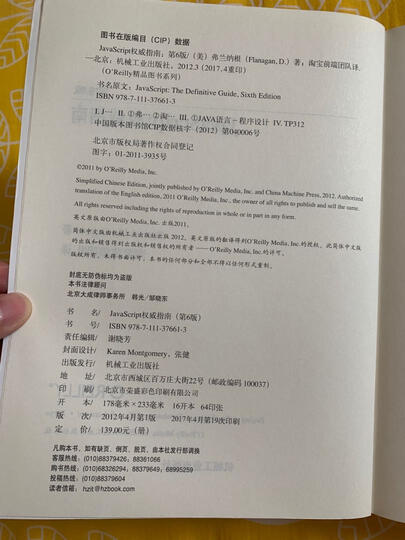 图书在版编目（CIP）数据
JavaScript权威指南：第6版/（美）弗兰纳根（Flanagan, D.）著；淘宝前端团队译.
—北京：机械工业出版社，2012.3（2017.4重印）
（O'Reilly精品图书系列）
书名原文：JavaScript: The Definitive Guide, Sixth Edition
ISBN 978-7-111-37661-3
I. J… II. ①弗… ②淘… III. ①JAVA语言－程序设计 IV. TP312
中国版本图书馆CIP数据核字（2012）第040006号
北京市版权局著作权合同登记
图字：01-2011-3935号
©2011 by O'Reilly Media, Inc.
Simplified Chinese Edition, jointly published by O'Reilly Media, Inc. and China Machine Press, 2012. Authorized
translation of the English edition, 2011 O'Reilly Media, Inc., the owner of all rights to publish and sell the same.
All rights reserved including the rights of reproduction in whole or in part in any form.
英文原版由O'Reilly Media, Inc. 出版2011。
简体中文版由机械工业出版社出版 2012。英文原版的翻译得到O'Reilly Media, Inc.的授权。此简体中文版
的出版和销售得到出版权和销售权的所有者 —— O'Reilly Media, Inc.的许可。
版权所有，未得书面许可，本书的任何部分和全部不得以任何形式重制。
封底无防伪标均为盗版
本书法律顾问
北京大成律师事务所 韩光/邹晓东
书 名/ JavaScript权威指南（第6版）
书 号/ ISBN 978-7-111-37661-3
责任编辑/ 谢晓芳
封面设计/ Karen Montgomery，张健
出版发行/ 机械工业出版社
地 址/ 北京市西城区百万庄大街22号（邮政编码 100037）
印 刷/ 北京市荣盛彩色印刷有限公司
开 本/ 178毫米×233毫米 16开本 64印张
版 次/ 2012年4月第1版 2017年4月第19次印刷
定 价/ 139.00元（册）
凡购本书，如有缺页、倒页、脱页，由本社发行部调换
客服热线：(010)88379426；88361066
购书热线：(010)68326294；88379649；68995259
投稿热线：(010)88379604
读者信箱：hzit@hzbook.com